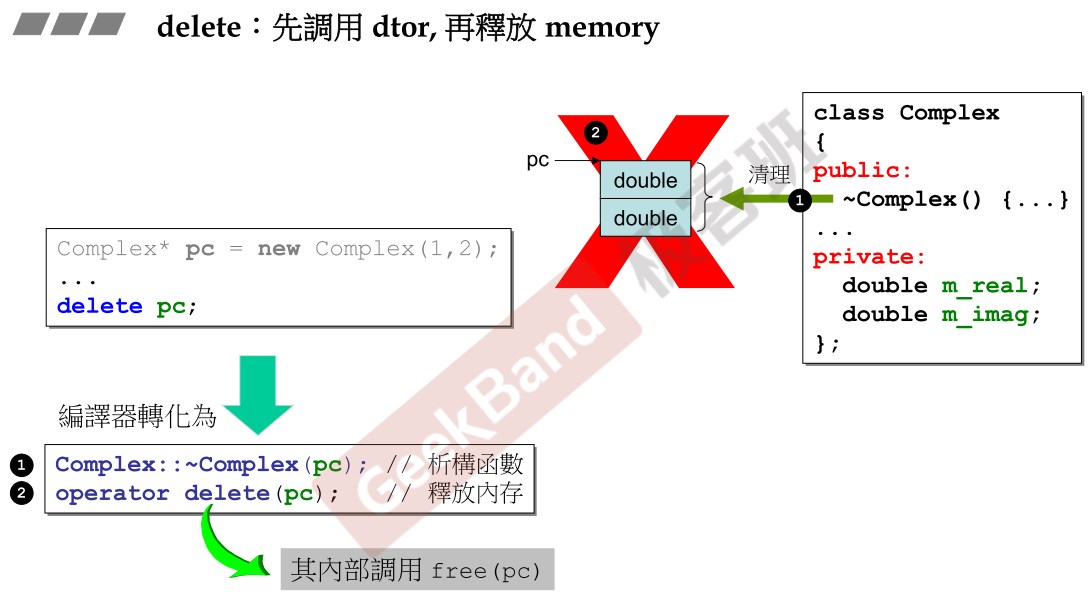 delete：先調用 dtor, 再釋放 memory
class Complex
{
public:
~Complex() {...}
...
private:
double m_real;
double m_imag;
};
2
pc
double
double
清理
1
Complex* pc = new Complex(1,2);
...
delete pc;
編譯器轉化為
1 Complex::~Complex(pc); // 析構函數
2 operator delete(pc); // 釋放內存
其內部調用 free(pc)
GeekBand 极客班